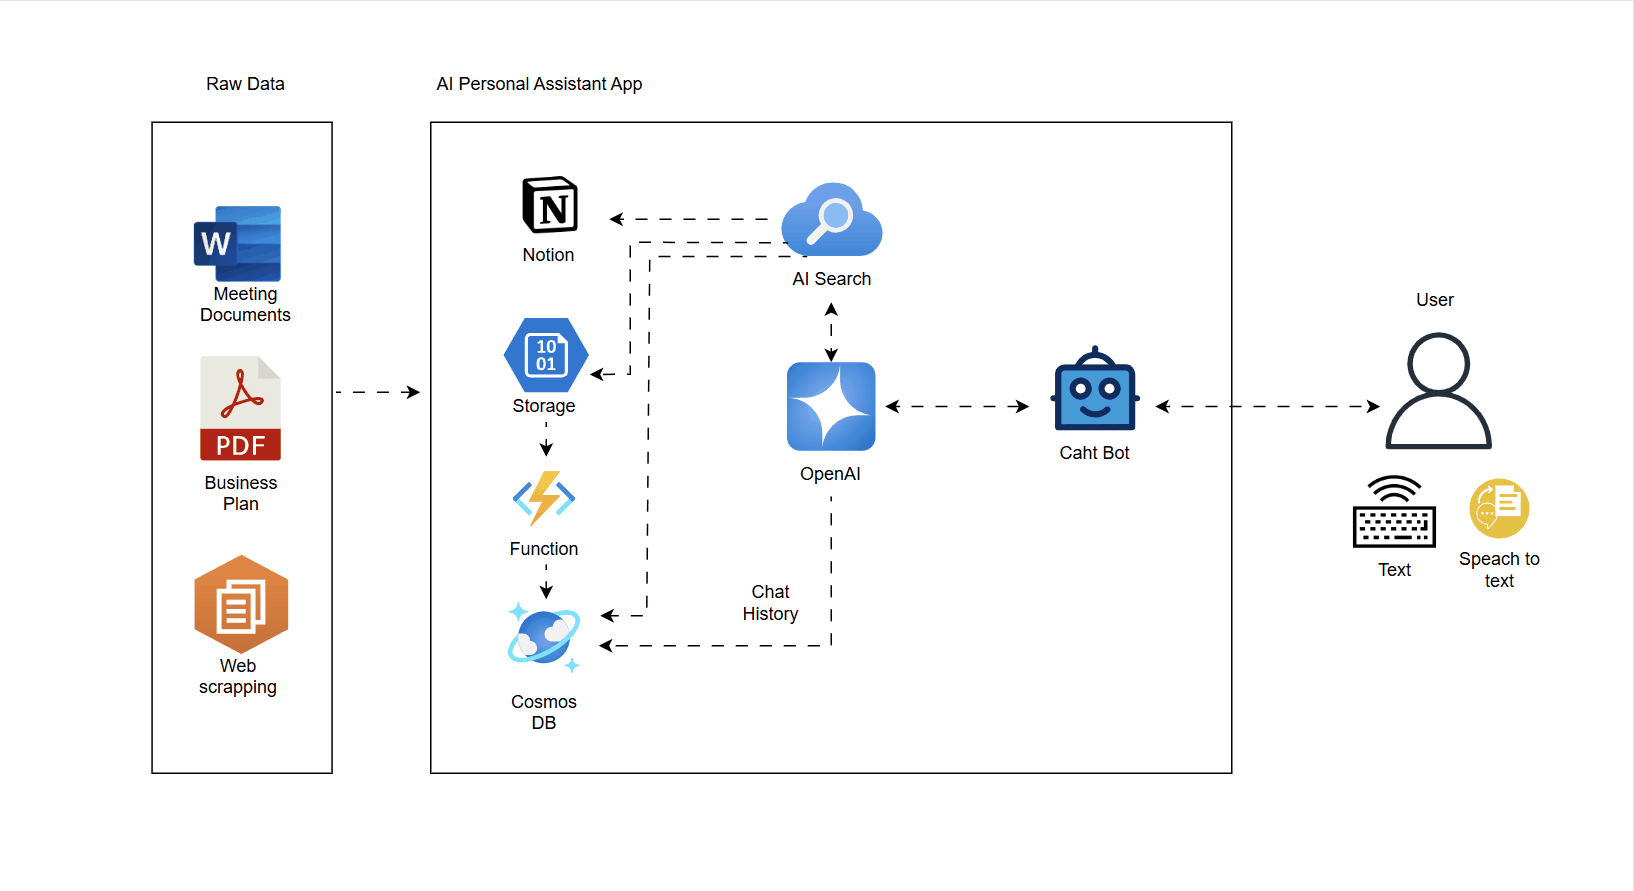 Raw Data
AI Personal Assistant App
W
Meeting
Documents
PDF
Business
Plan
Web
scrapping
N
Notion
10
01
Storage
Function
Cosmos
DB
AI Search
OpenAI
Chat
History
Caht Bot
User
Text
Speach to
text